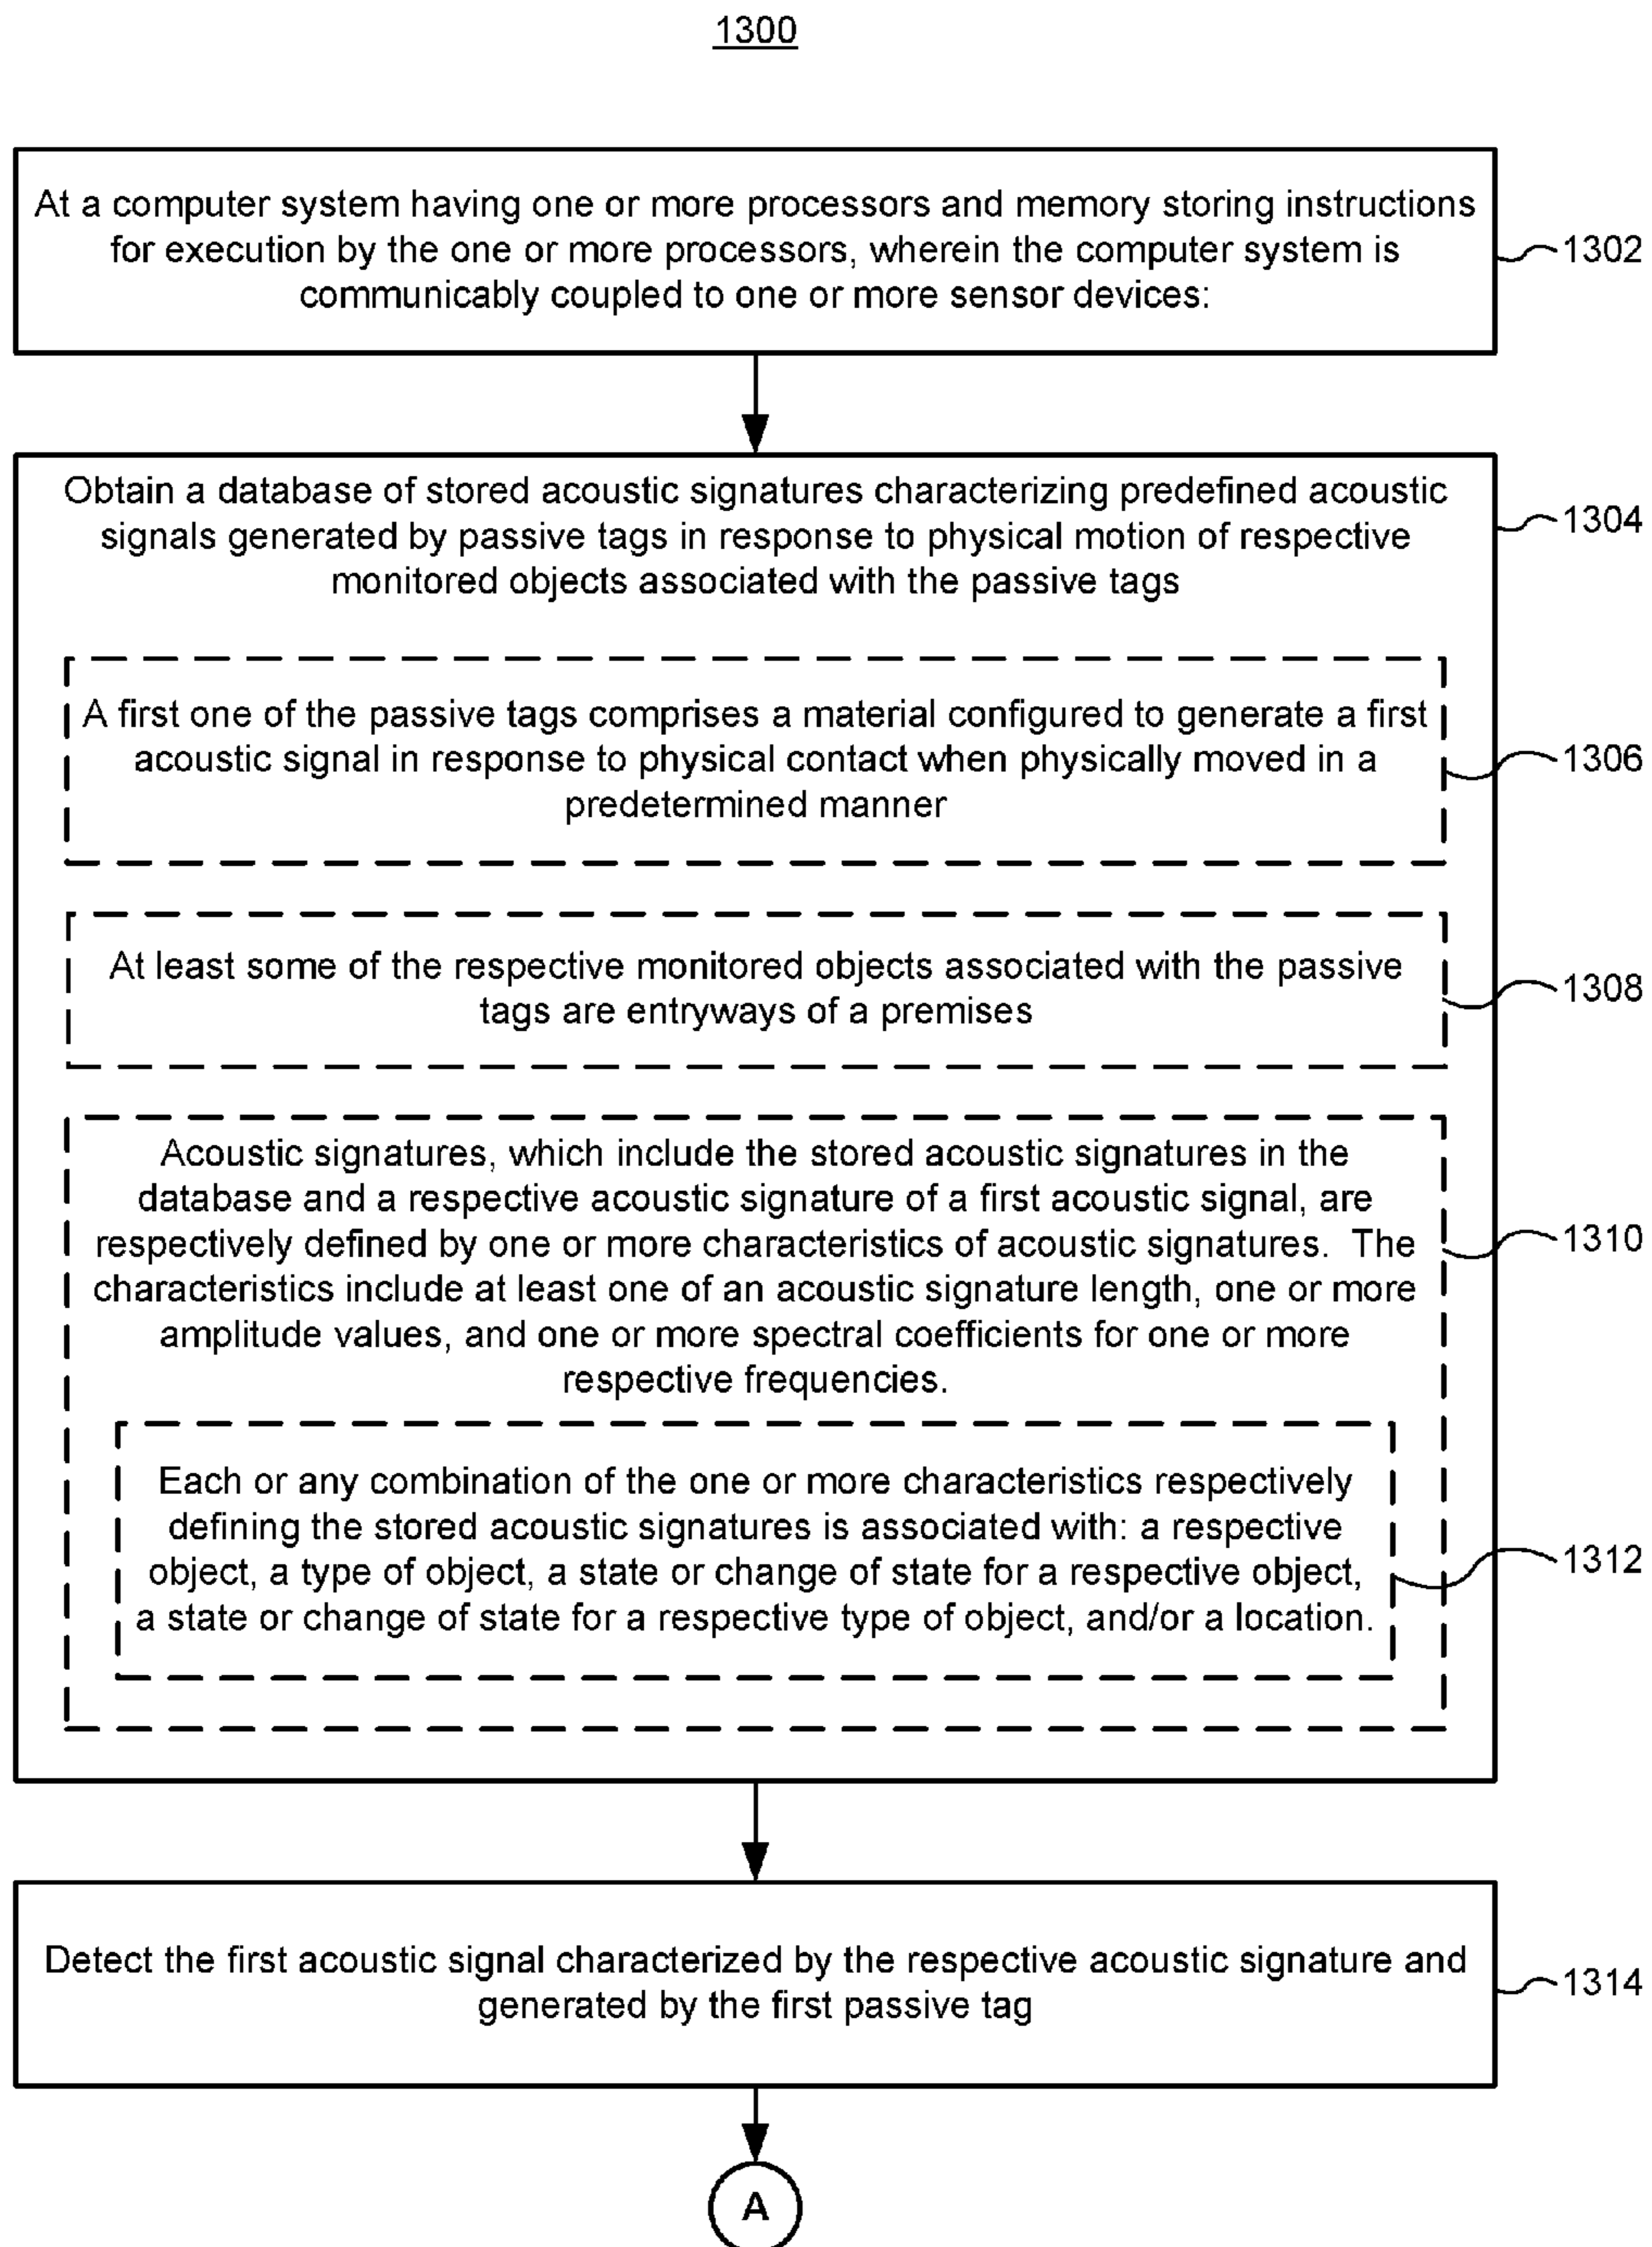 1300
At a computer system having one or more processors and memory storing instructions
for execution by the one or more processors, wherein the computer system is
communicably coupled to one or more sensor devices:
1302
Obtain a database of stored acoustic signatures characterizing predefined acoustic
signals generated by passive tags in response to physical motion of respective
monitored objects associated with the passive tags
1304
A first one of the passive tags comprises a material configured to generate a first
acoustic signal in response to physical contact when physically moved in a
predetermined manner
1306
At least some of the respective monitored objects associated with the passive
tags are entryways of a premises
1308
Acoustic signatures, which include the stored acoustic signatures in the
database and a respective acoustic signature of a first acoustic signal, are
respectively defined by one or more characteristics of acoustic signatures. The
characteristics include at least one of an acoustic signature length, one or more
amplitude values, and one or more spectral coefficients for one or more
respective frequencies.
1310
Each or any combination of the one or more characteristics respectively
defining the stored acoustic signatures is associated with: a respective
object, a type of object, a state or change of state for a respective object,
a state or change of state for a respective type of object, and/or a location.
1312
Detect the first acoustic signal characterized by the respective acoustic signature and
generated by the first passive tag
1314
A